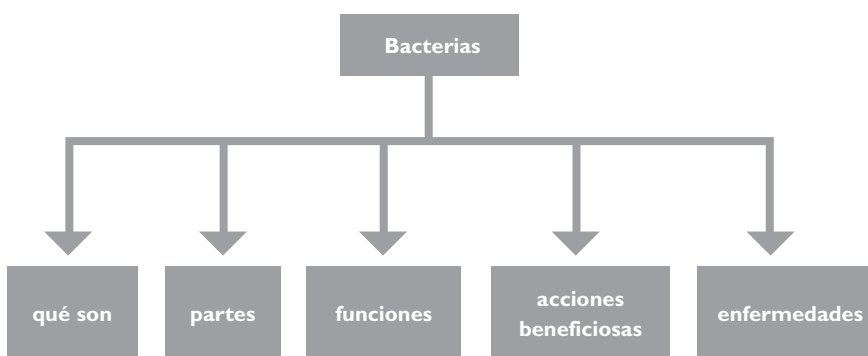 Bacterias
qué son
partes
funciones
acciones
beneficiosas
enfermedades